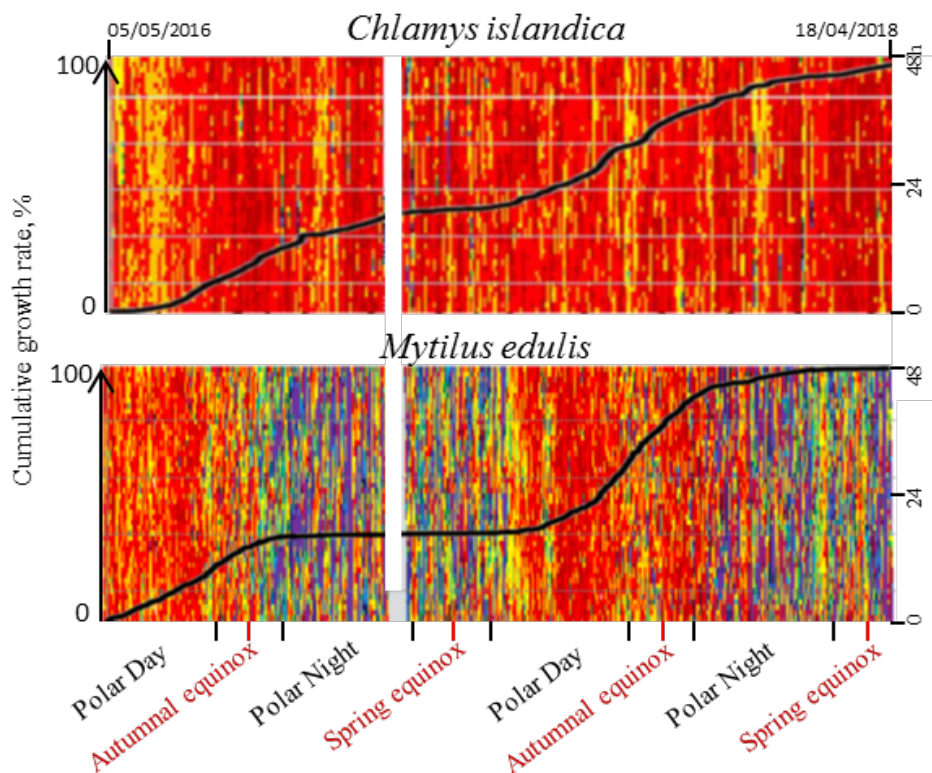 05/05/2016
Chlamys islandica
18/04/2018
100
48h
24
0
0
Cumulative growth rate, %
Mytilus edulis
100
48
24
0
0
Polar Day
Autumnal equinox
Polar Night
Spring equinox
Polar Day
Autumnal equinox
Polar Night
Spring equinox